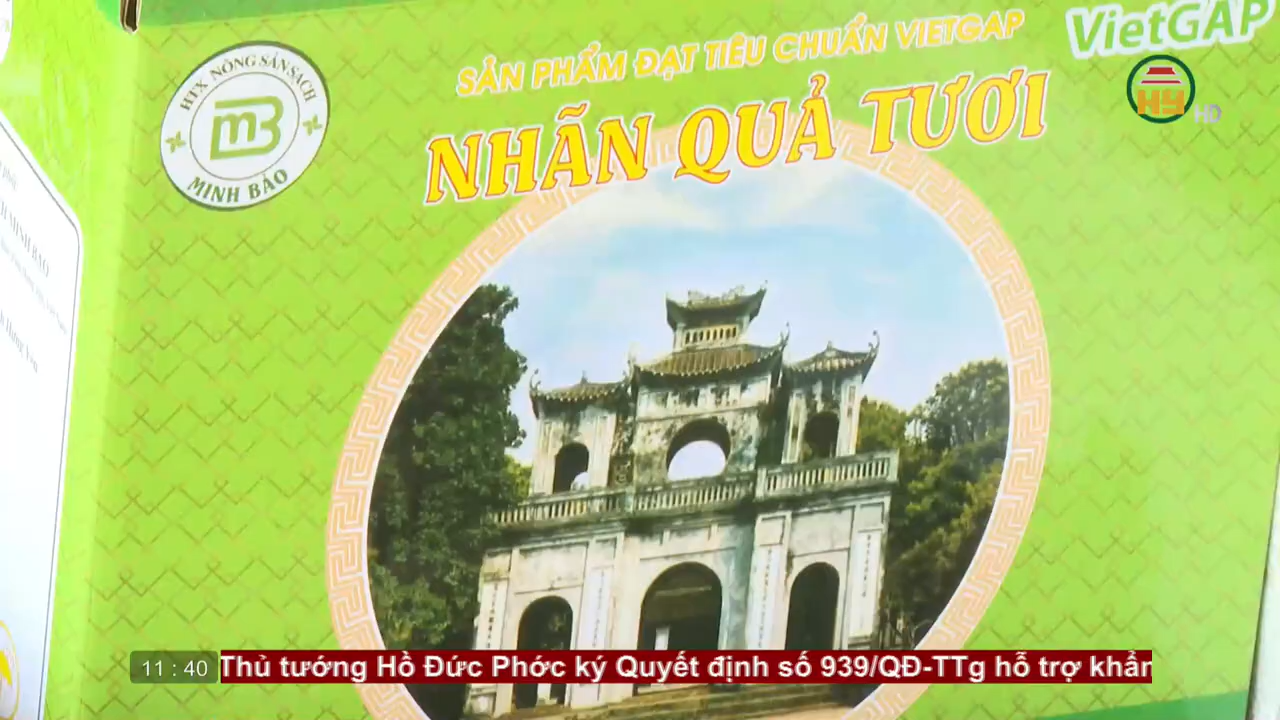 SẢN PHẨM ĐẠT TIÊU CHUẨN VIETGAP
VietGAP
NHÃN QUẢ TƯƠI
HTX NÔNG SẢN SẠCH
MB
MINH BẢO
HY HD
11 : 40
Thủ tướng Hồ Đức Phớc ký Quyết định số 939/QĐ-TTg hỗ trợ khẩn